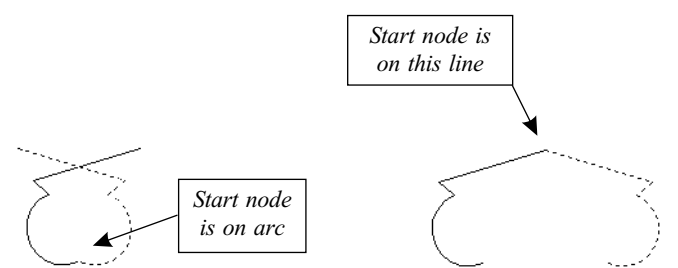 Start node is
on this line
Start node
is on arc